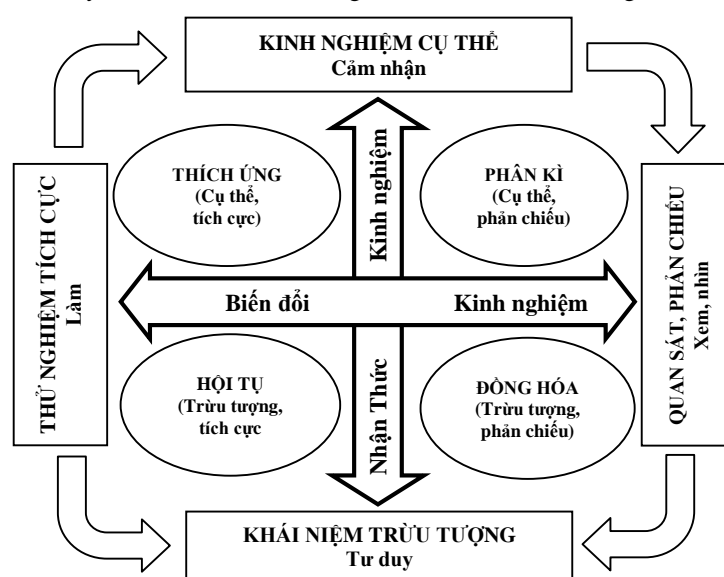 KINH NGHIỆM CỤ THỂ
Cảm nhận
THÍCH ỨNG
(Cụ thể,
tích cực)
Kinh nghiệm
PHÂN KÌ
(Cụ thể,
phản chiếu)
THỬ NGHIỆM TÍCH CỰC
Làm
Biến đổi
Kinh nghiệm
QUAN SÁT, PHẢN CHIẾU
Xem, nhìn
HỘI TỤ
(Trừu tượng,
tích cực
Nhận Thức
ĐỒNG HÓA
(Trừu tượng,
phản chiếu)
KHÁI NIỆM TRỪU TƯỢNG
Tư duy